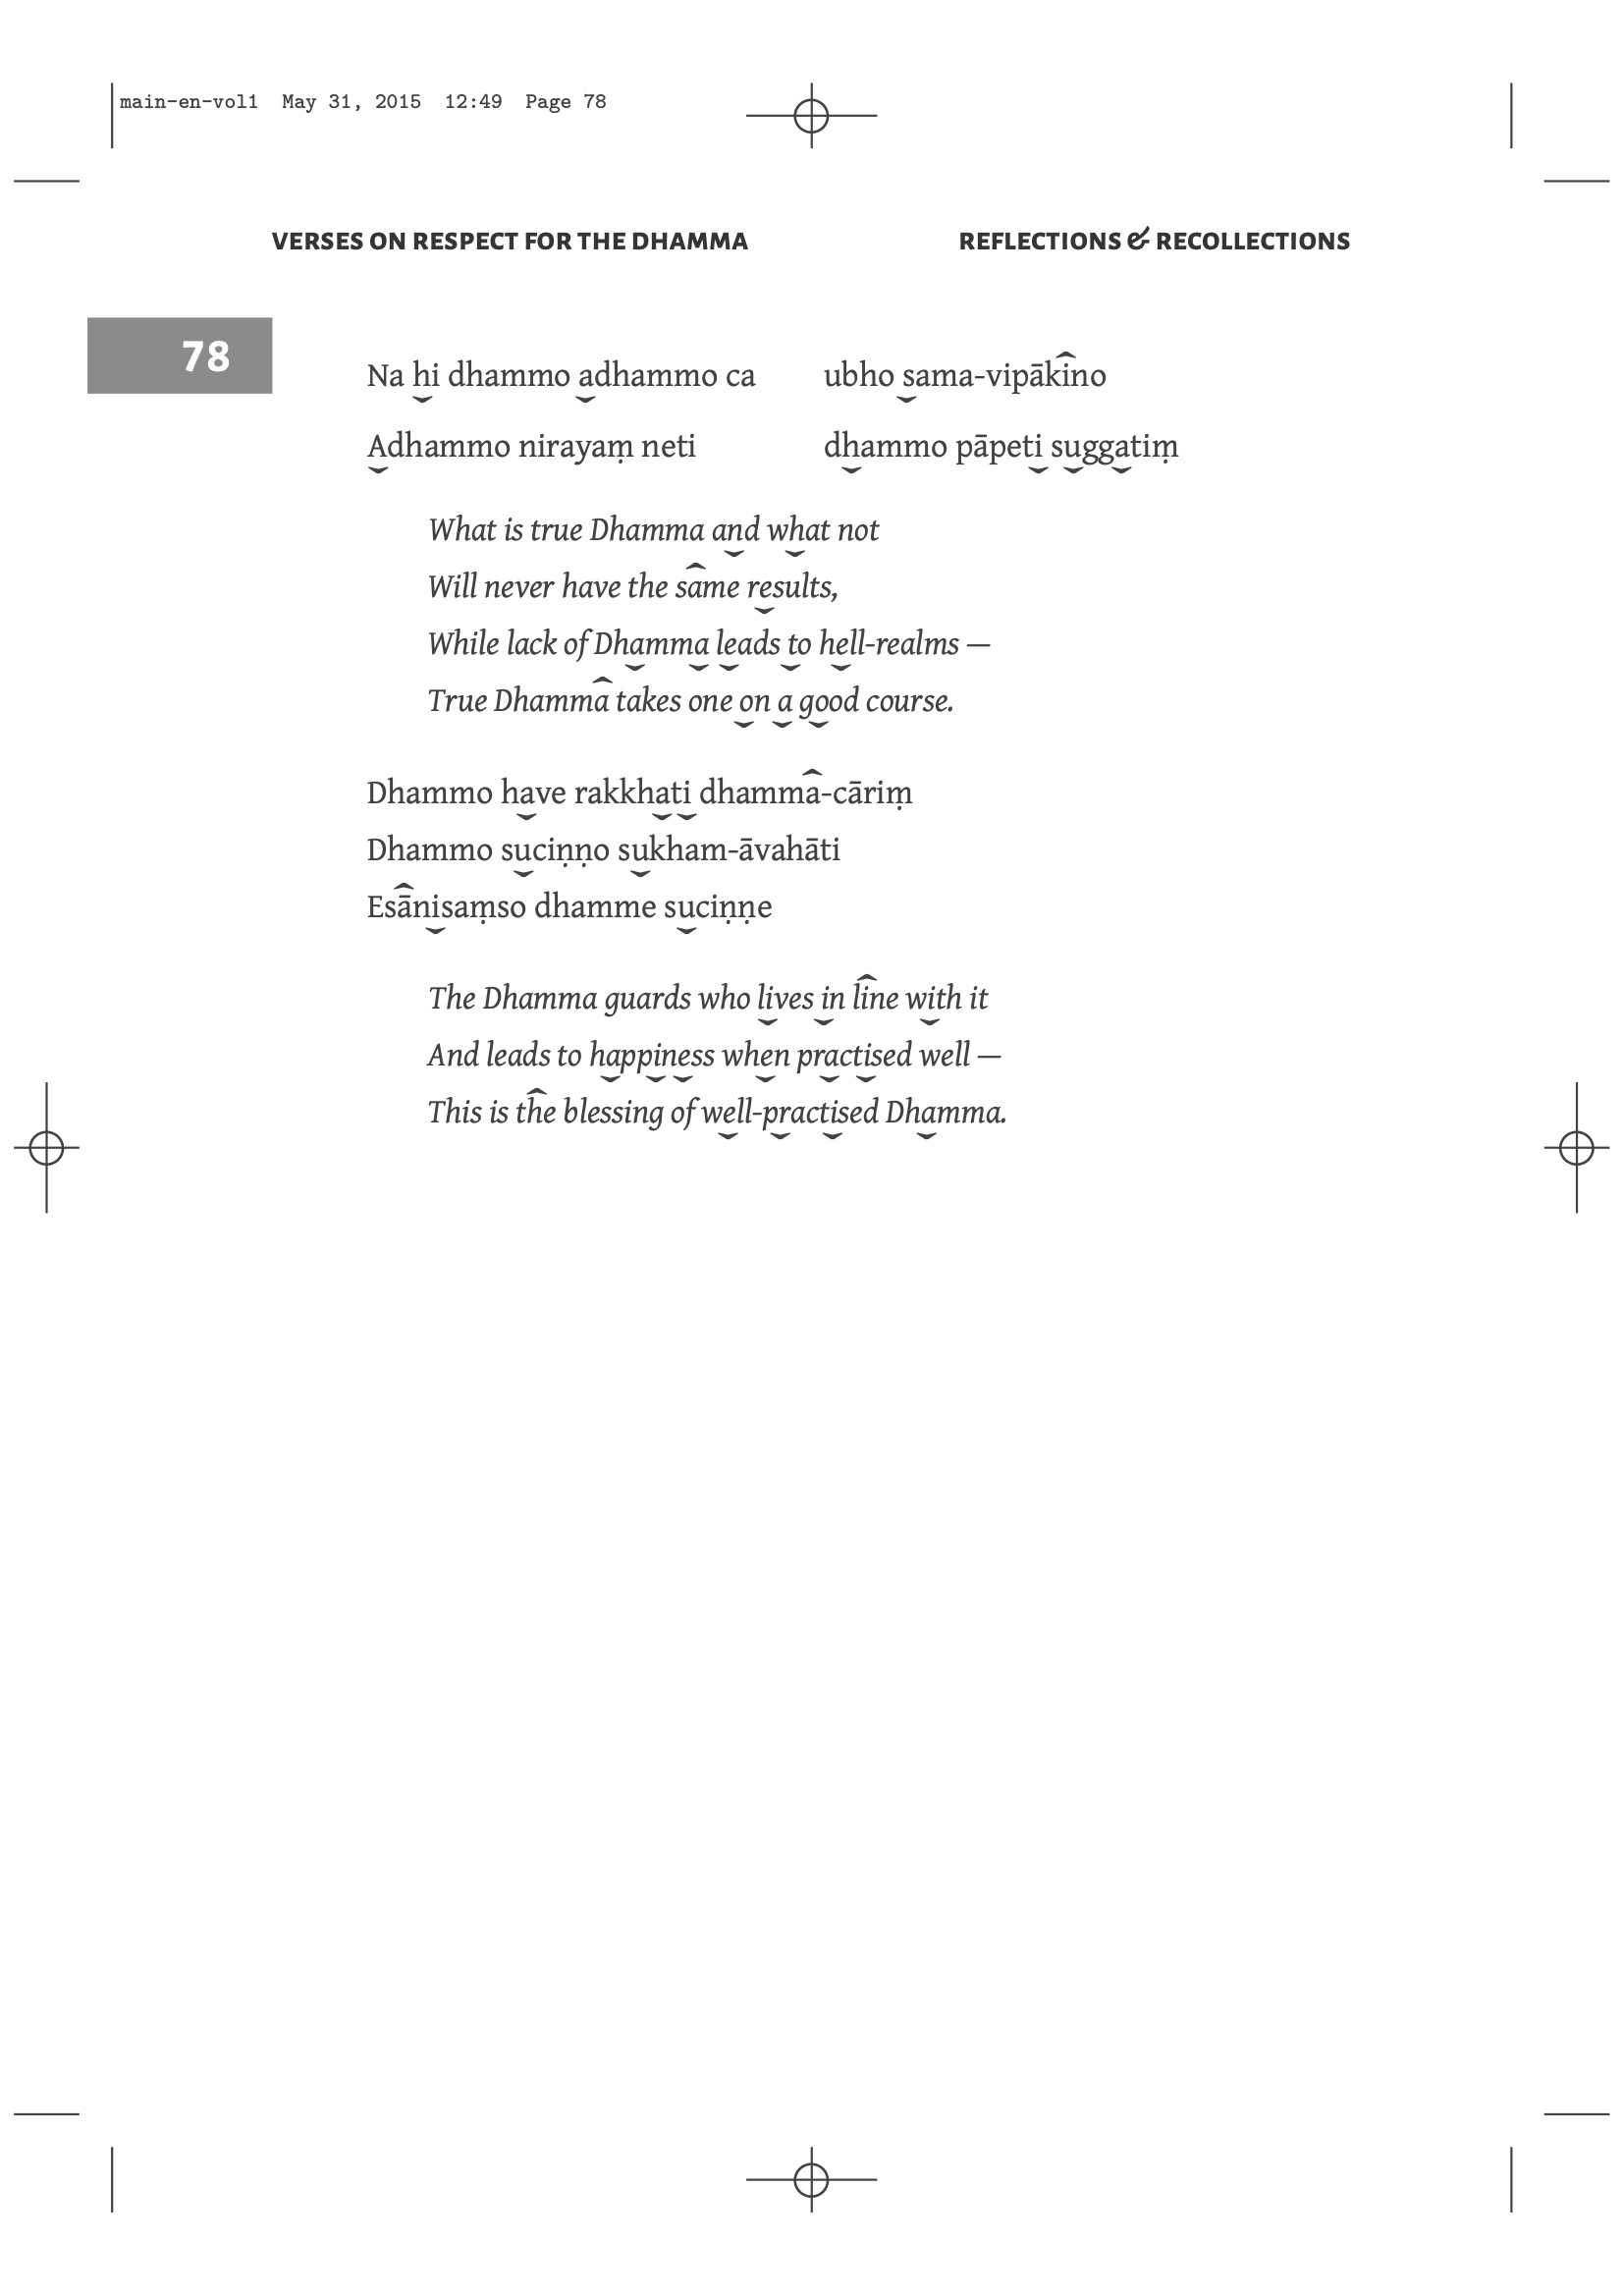 main-en-vol1 May 31, 2015 12:49 Page 78
VERSES ON RESPECT FOR THE DHAMMA REFLECTIONS & RECOLLECTIONS
78
Na hi dhammo adhammo ca ubho sama-vipākino
Adhammo nirayaṃ neti dhammo pāpeti suggatiṃ
What is true Dhamma and what not
Will never have the same results,
While lack of Dhamma leads to hell-realms —
True Dhamma takes one on a good course.
Dhammo have rakkhati dhamma-cāriṃ
Dhammo suciṇṇo sukham-āvahāti
Esānisaṃso dhamme suciṇṇe
The Dhamma guards who lives in line with it
And leads to happiness when practised well —
This is the blessing of well-practised Dhamma.